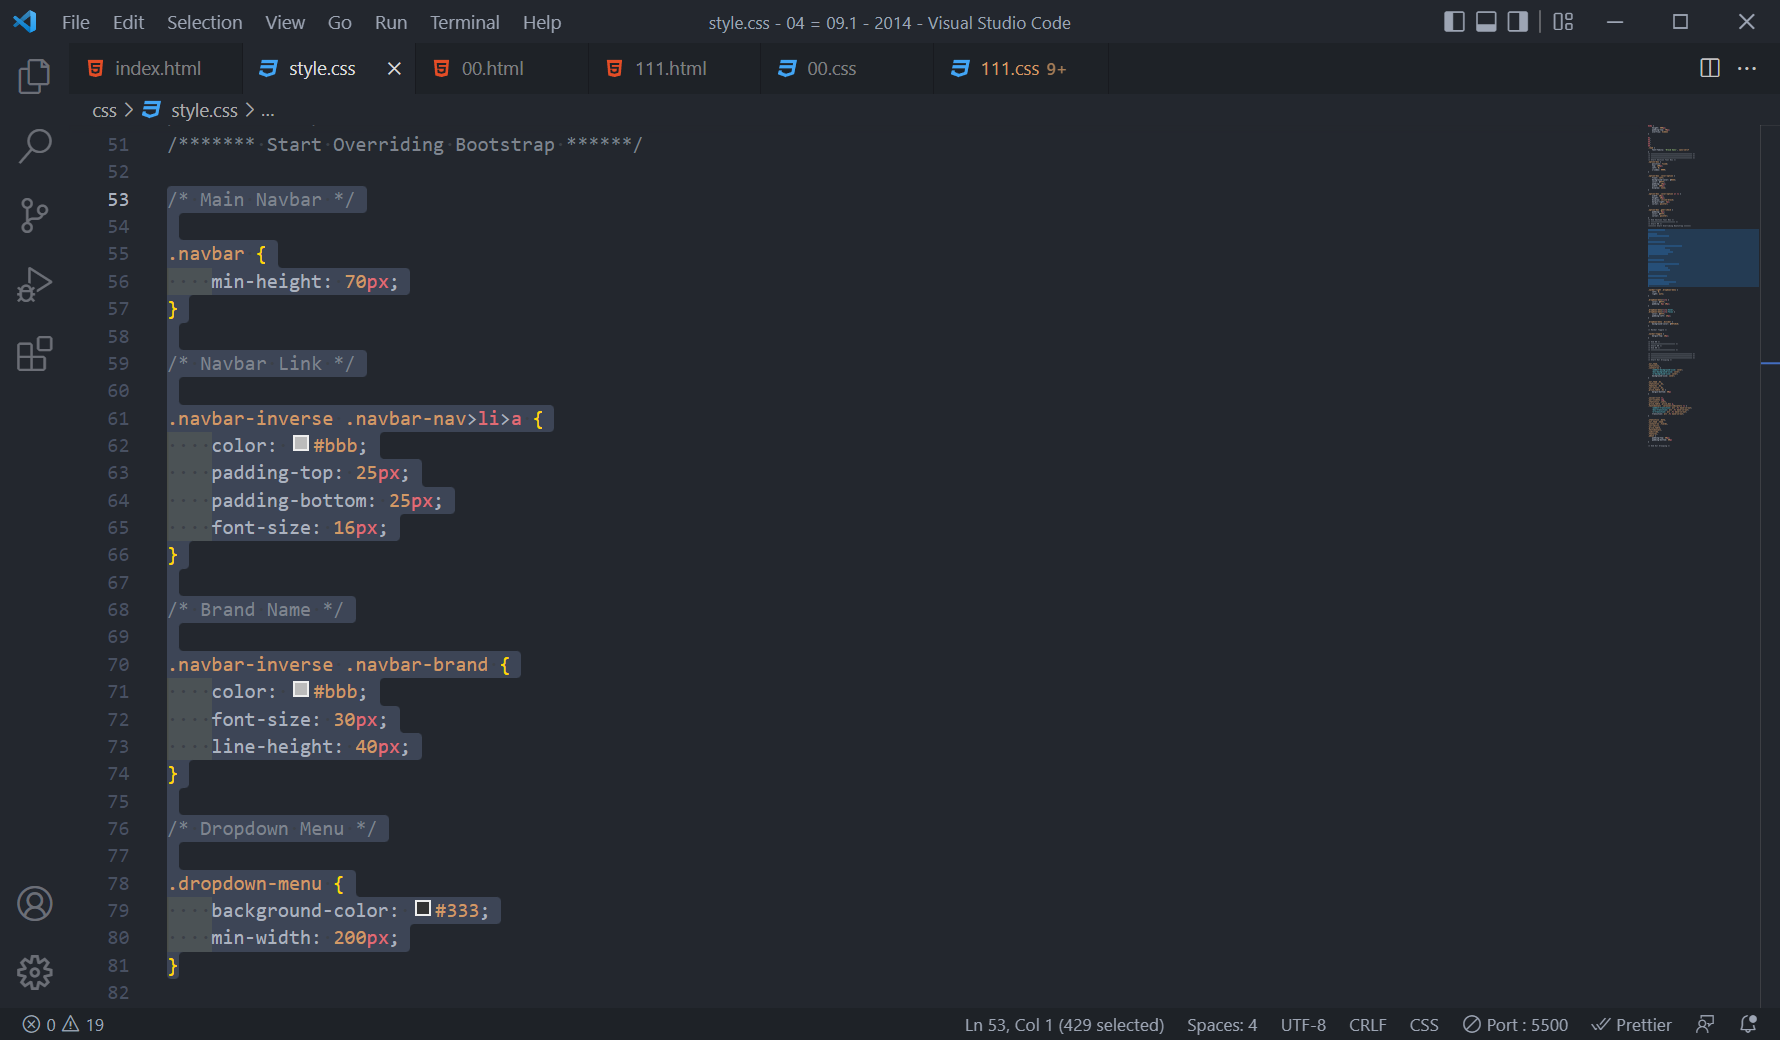 File Edit Selection View Go Run Terminal Help
style.css - 04 = 09.1 - 2014 - Visual Studio Code
index.html style.css 00.html 111.html 00.css 111.css 9+
css > style.css > ...
51 /******* Start Overriding Bootstrap ******/
52
53 /* Main Navbar */
54
55 .navbar {
56 min-height: 70px;
57 }
58
59 /* Navbar Link */
60
61 .navbar-inverse .navbar-nav>li>a {
62 color: #bbb;
63 padding-top: 25px;
64 padding-bottom: 25px;
65 font-size: 16px;
66 }
67
68 /* Brand Name */
69
70 .navbar-inverse .navbar-brand {
71 color: #bbb;
72 font-size: 30px;
73 line-height: 40px;
74 }
75
76 /* Dropdown Menu */
77
78 .dropdown-menu {
79 background-color: #333;
80 min-width: 200px;
81 }
82
0 19 Ln 53, Col 1 (429 selected) Spaces: 4 UTF-8 CRLF CSS Port : 5500 Prettier